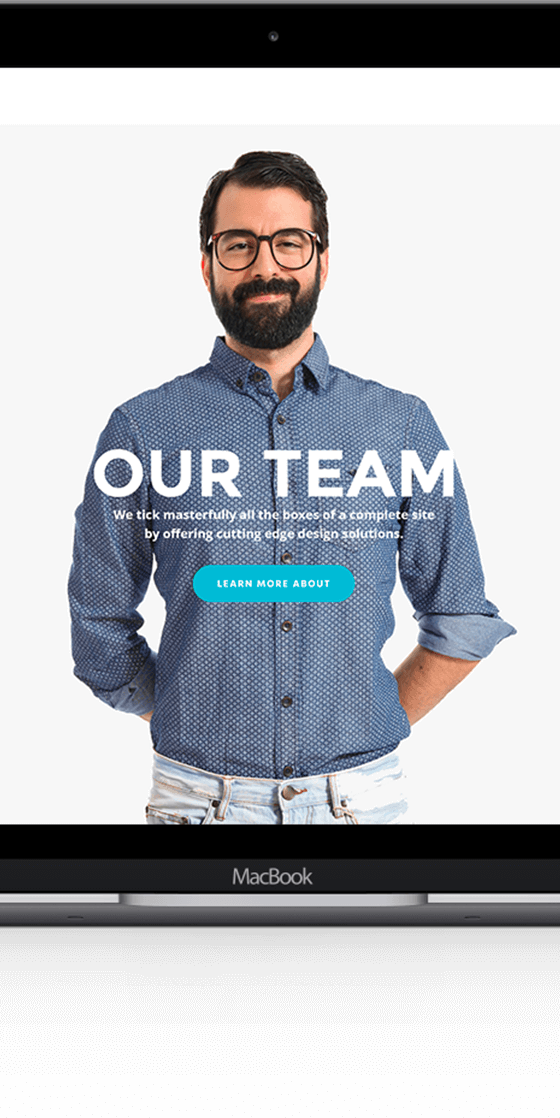 OUR TEAM
We tick masterfully all the boxes of a complete site
by offering cutting edge design solutions.
LEARN MORE ABOUT
MacBook